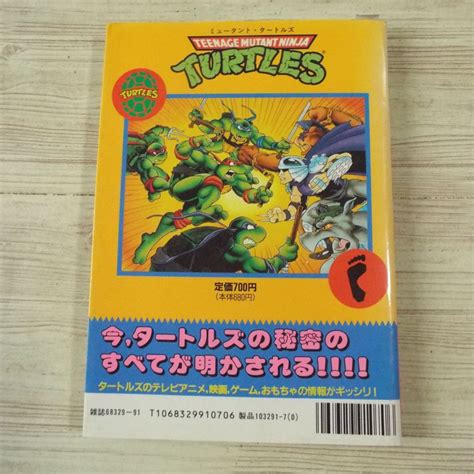 ミュータント・タートルズ
TEENAGE MUTANT NINJA
TURTLES
TURTLES
定価700円
(本体680円)
今,タートルズの秘密の
すべてが明かされる!!!!
タートルズのテレビアニメ,映画,ゲーム,おもちゃの情報がギッシリ!
雑誌68329-91 T1068329910706 製品103291-7(0)